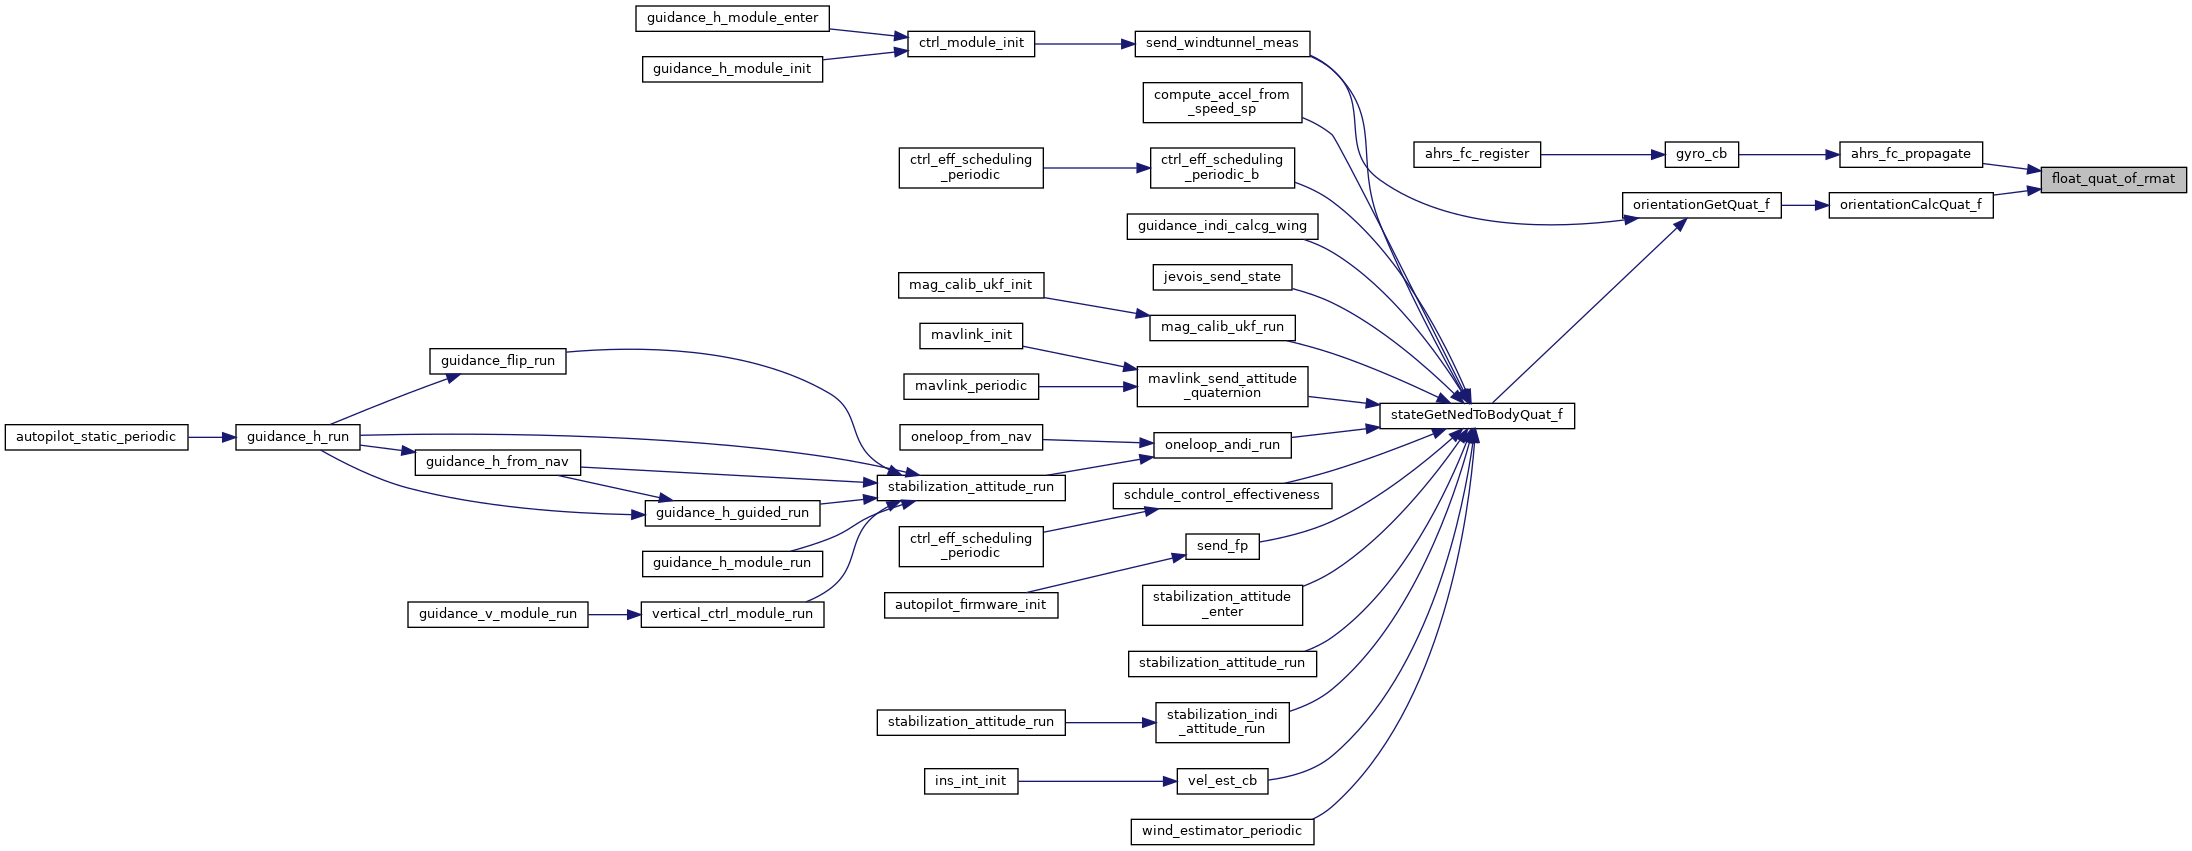 guidance_h_module_enter
ctrl_module_init
send_windtunnel_meas
guidance_h_module_init
compute_accel_from
_speed_sp
ctrl_eff_scheduling
_periodic
ctrl_eff_scheduling
_periodic_b
ahrs_fc_register
gyro_cb
ahrs_fc_propagate
float_quat_of_rmat
orientationGetQuat_f
orientationCalcQuat_f
guidance_indi_calcg_wing
jevois_send_state
mag_calib_ukf_init
mag_calib_ukf_run
mavlink_init
guidance_flip_run
mavlink_periodic
mavlink_send_attitude
_quaternion
stateGetNedToBodyQuat_f
autopilot_static_periodic
guidance_h_run
oneloop_from_nav
oneloop_andi_run
guidance_h_from_nav
stabilization_attitude_run
schdule_control_effectiveness
guidance_h_guided_run
ctrl_eff_scheduling
_periodic
send_fp
guidance_h_module_run
autopilot_firmware_init
stabilization_attitude
_enter
guidance_v_module_run
vertical_ctrl_module_run
stabilization_attitude_run
stabilization_attitude_run
stabilization_indi
_attitude_run
ins_int_init
vel_est_cb
wind_estimator_periodic